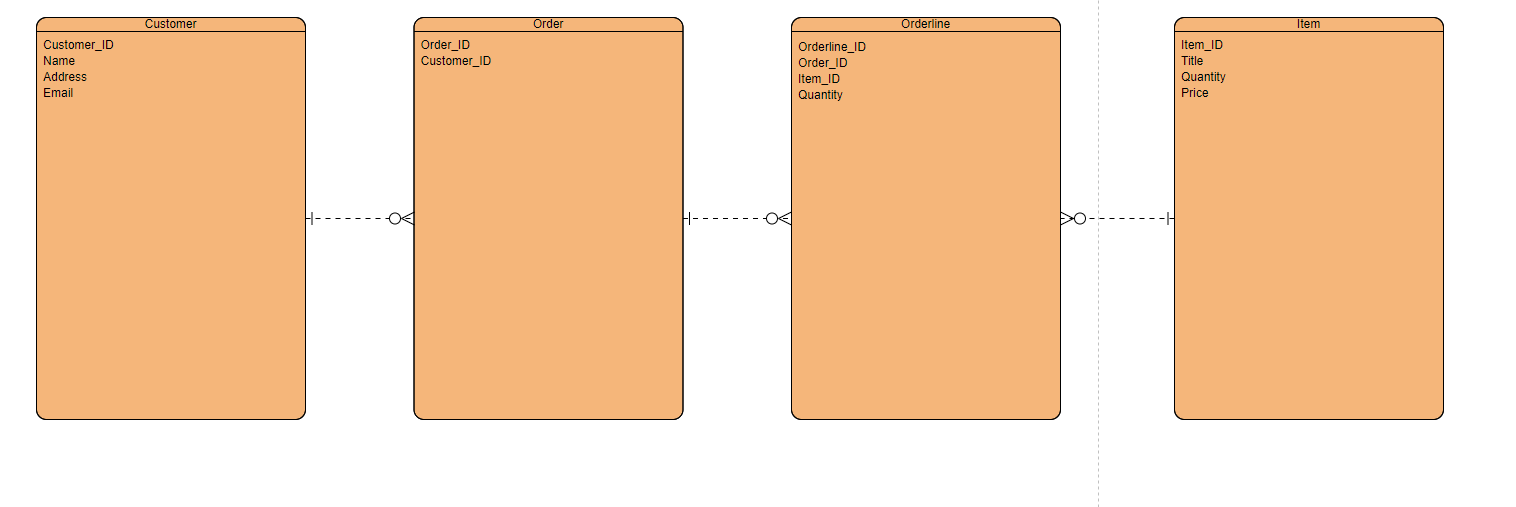 Customer
Customer_ID
Name
Address
Email
Order
Order_ID
Customer_ID
Orderline
Orderline_ID
Order_ID
Item_ID
Quantity
Item
Item_ID
Title
Quantity
Price